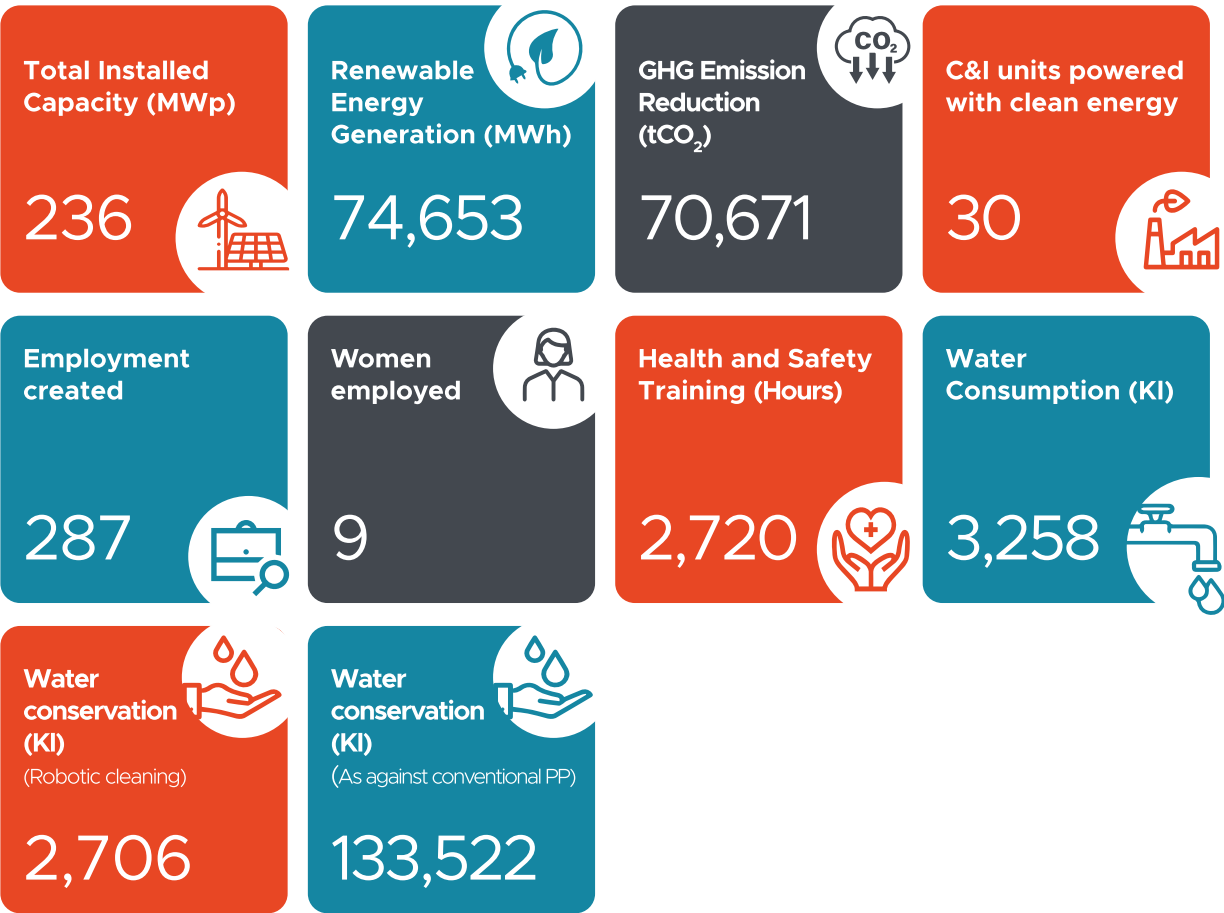 Total Installed
Capacity (MWp)
236
Renewable
Energy
Generation (MWh)
74,653
GHG Emission
Reduction
(tCO₂)
70,671
CO₂
C&I units powered
with clean energy
30
Employment
created
287
Women
employed
9
Health and Safety
Training (Hours)
2,720
Water
Consumption (Kl)
3,258
Water
conservation
(Kl)
(Robotic cleaning)
2,706
Water
conservation
(Kl)
(As against conventional PP)
133,522